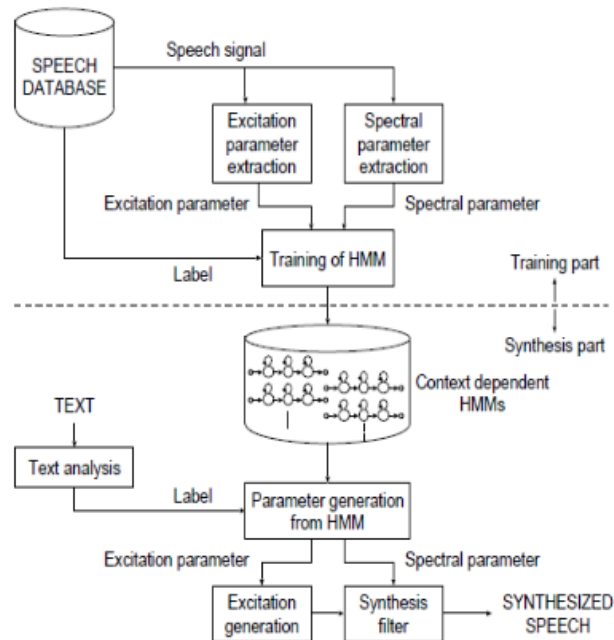 Speech signal
SPEECH
DATABASE
Excitation
parameter
extraction
Spectral
parameter
extraction
Excitation parameter
Spectral parameter
Training of HMM
Label
Training part
Synthesis part
Context dependent
HMMs
TEXT
Text analysis
Label
Parameter generation
from HMM
Excitation parameter
Spectral parameter
Excitation
generation
Synthesis
filter
SYNTHESIZED
SPEECH